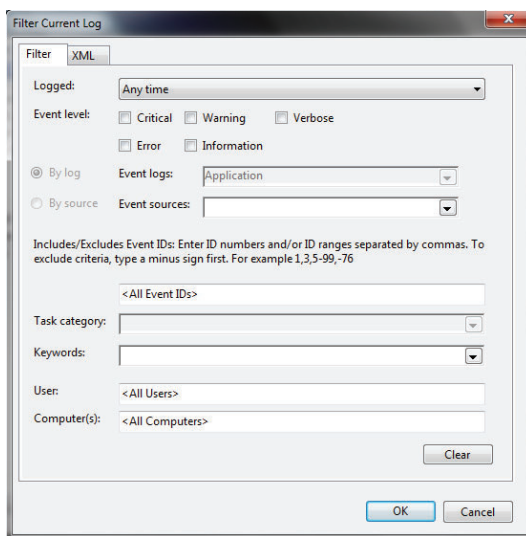 Filter Current Log
Filter XML
Logged: Any time
Event level: Critical Warning Verbose
Error Information
By log Event logs: Application
By source Event sources:
Includes/Excludes Event IDs: Enter ID numbers and/or ID ranges separated by commas. To
exclude criteria, type a minus sign first. For example 1,3,5-99,-76
<All Event IDs>
Task category:
Keywords:
User: <All Users>
Computer(s): <All Computers>
Clear
OK Cancel